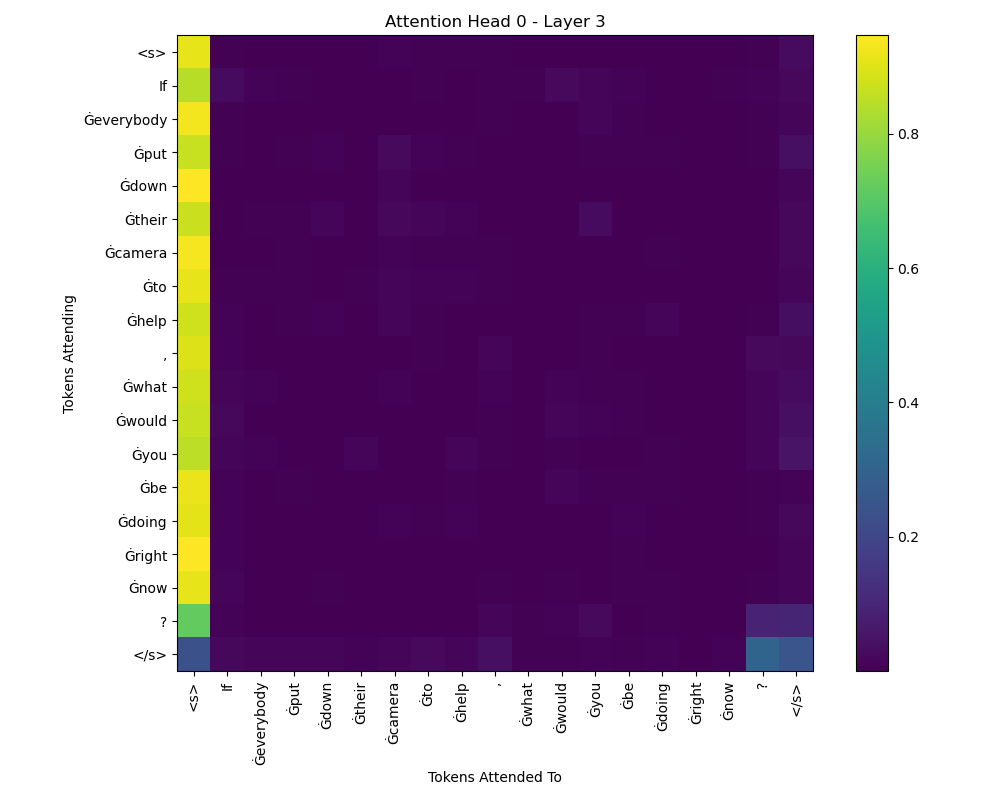 Attention Head 0 - Layer 3
Tokens Attending
<s>
If
Ġeverybody
Ġput
Ġdown
Ġtheir
Ġcamera
Ġto
Ġhelp
,
Ġwhat
Ġwould
Ġyou
Ġbe
Ġdoing
Ġright
Ġnow
?
</s>
<s>
If
Ġeverybody
Ġput
Ġdown
Ġtheir
Ġcamera
Ġto
Ġhelp
,
Ġwhat
Ġwould
Ġyou
Ġbe
Ġdoing
Ġright
Ġnow
?
</s>
Tokens Attended To
0.8
0.6
0.4
0.2